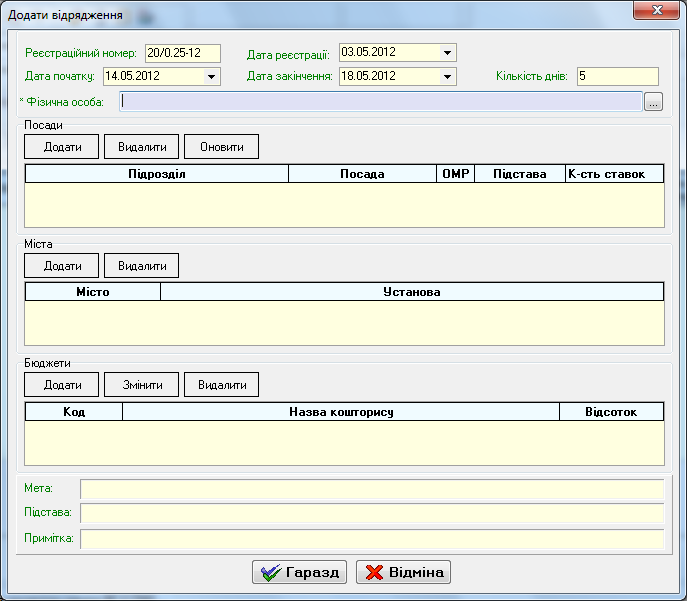 Додати відрядження
Реєстраційний номер: 20/0.25-12 Дата реєстрації: 03.05.2012
Дата початку: 14.05.2012 Дата закінчення: 18.05.2012 Кількість днів: 5
* Фізична особа: ...
Посади
Додати Видалити Оновити
Підрозділ Посада ОМР Підстава К-сть ставок
Міста
Додати Видалити
Місто Установа
Бюджети
Додати Змінити Видалити
Код Назва кошторису Відсоток
Мета:
Підстава:
Примітка:
Гаразд Відміна